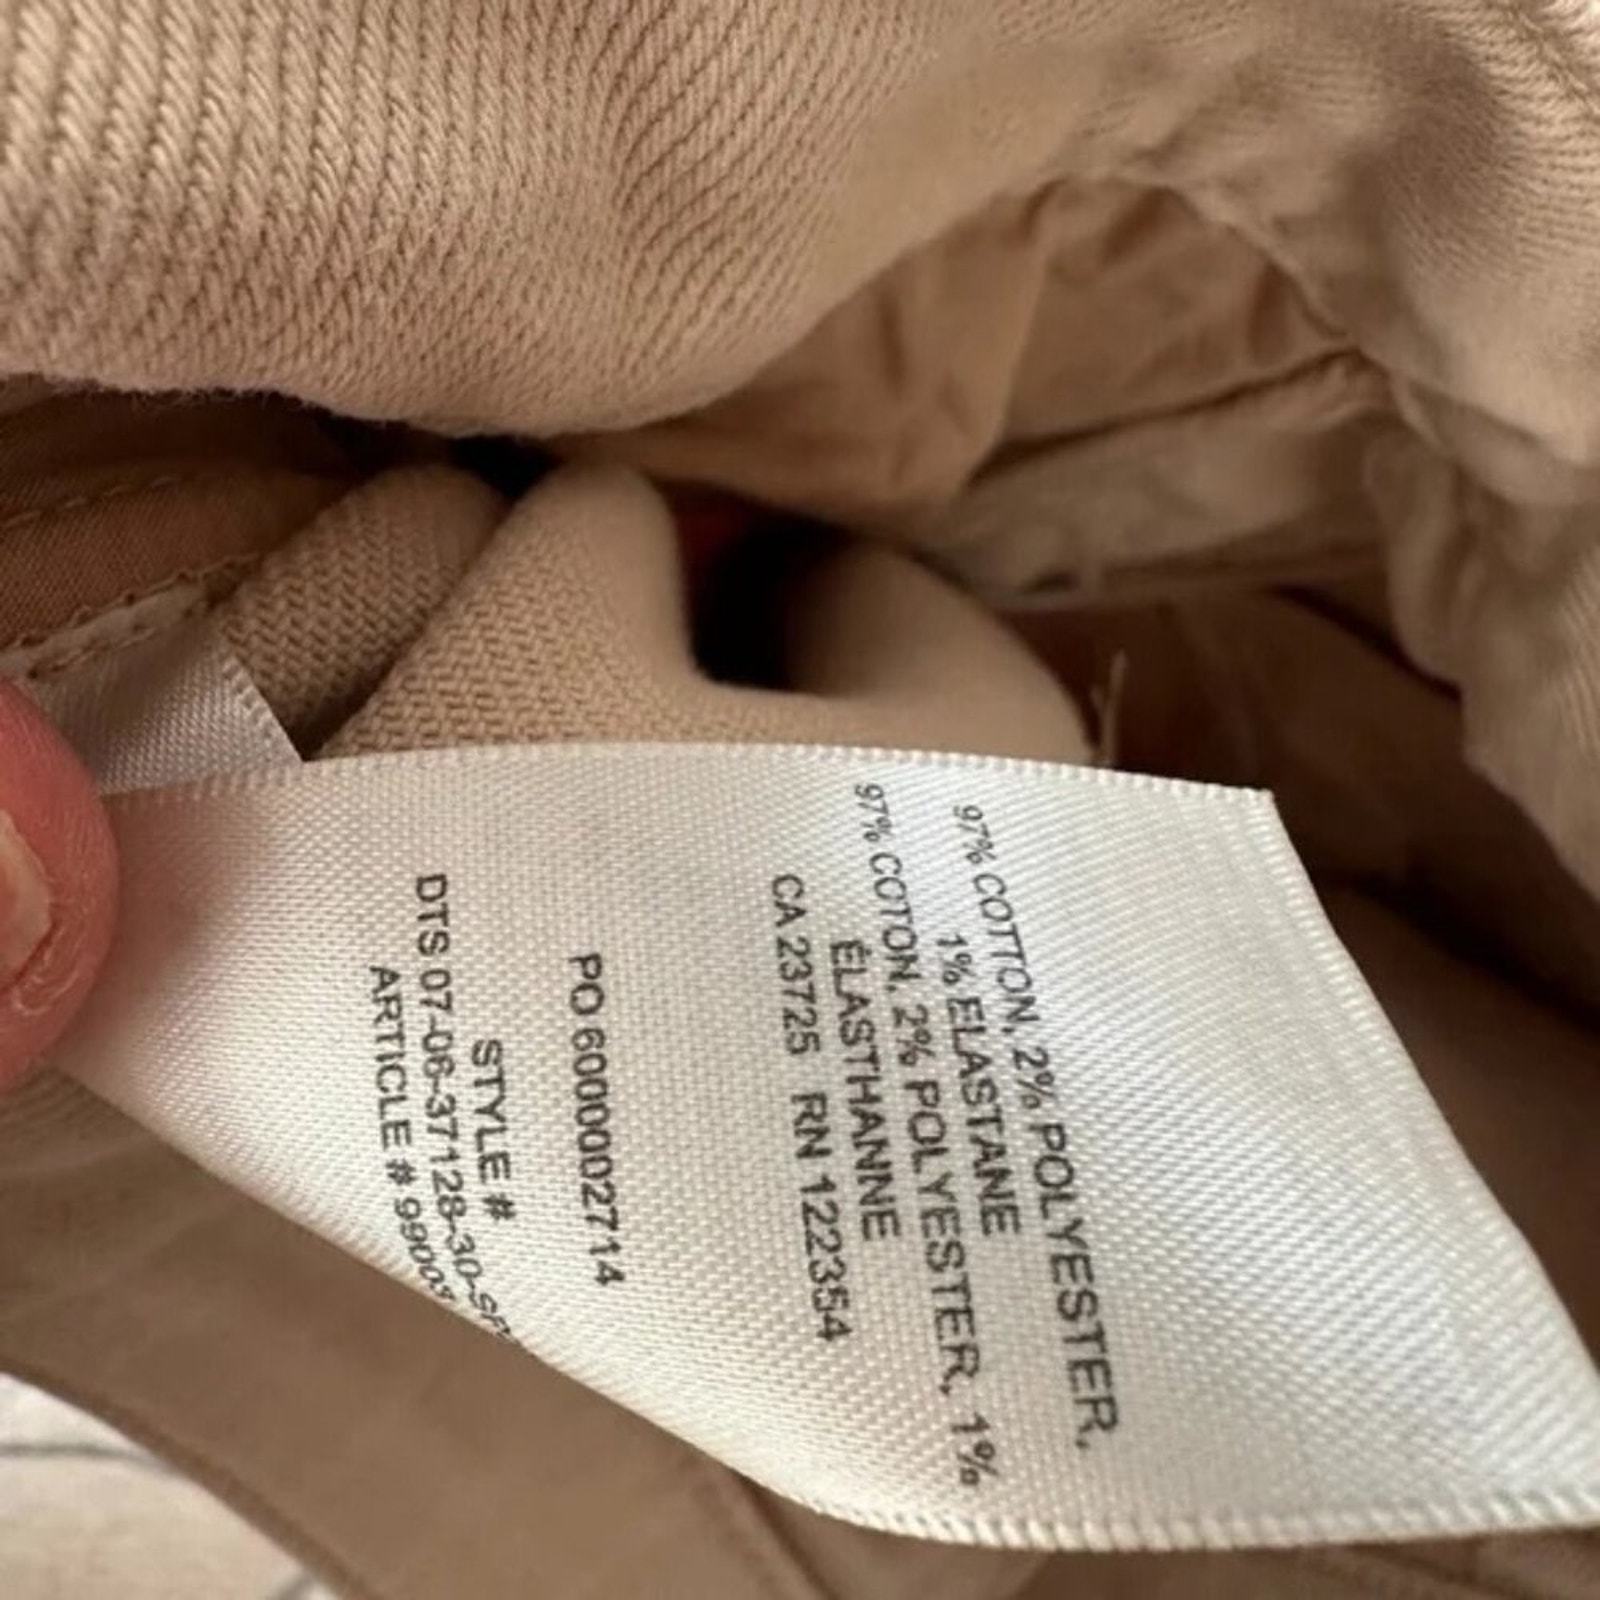 97% COTTON, 2% POLYESTER,
1% ELASTANE
97% COTON, 2% POLYESTER, 1%
ÉLASTHANNE
CA 23725 RN 122354
PO 6000002714
STYLE #
DTS 07-06-37128-30-
ARTICLE #